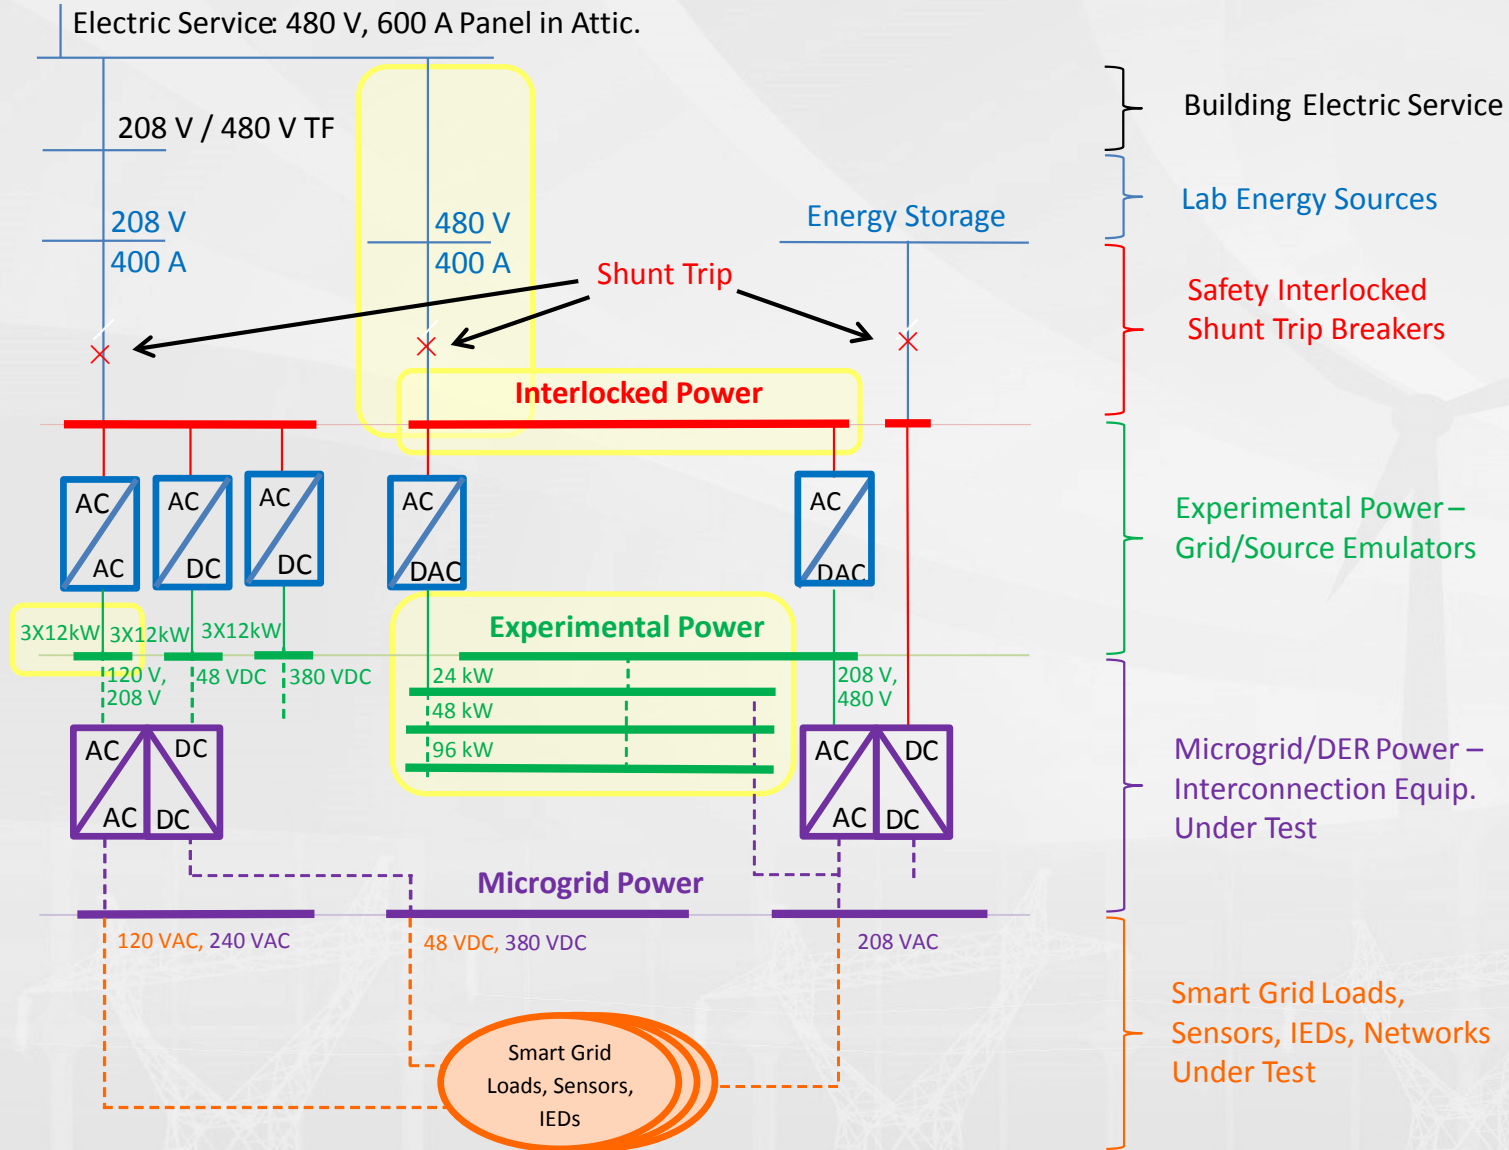 Electric Service: 480 V, 600 A Panel in Attic.
208 V / 480 V TF
Building Electric Service
208 V
400 A
480 V
400 A
Energy Storage
Lab Energy Sources
Shunt Trip
Safety Interlocked
Shunt Trip Breakers
Interlocked Power
AC
AC
AC
DC
AC
DC
AC
DAC
AC
DAC
Experimental Power –
Grid/Source Emulators
3X12kW
3X12kW
3X12kW
Experimental Power
120 V,
208 V
48 VDC
380 VDC
24 kW
48 kW
96 kW
208 V,
480 V
AC
AC
DC
DC
AC
AC
DC
DC
Microgrid/DER Power –
Interconnection Equip.
Under Test
Microgrid Power
120 VAC, 240 VAC
48 VDC, 380 VDC
208 VAC
Smart Grid Loads,
Sensors, IEDs, Networks
Under Test
Smart Grid
Loads, Sensors,
IEDs